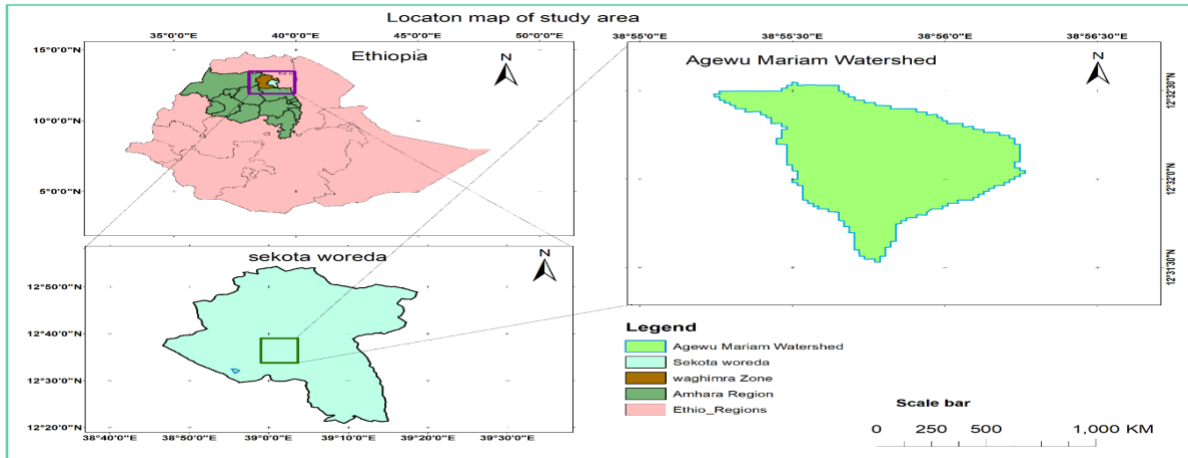 Locaton map of study area
35°0'0"E 40°0'0"E 45°0'0"E 50°0'0"E
Ethiopia
N
15°0'0"N
10°0'0"N
5°0'0"N
sekota woreda
N
12°50'0"N
12°40'0"N
12°30'0"N
12°20'0"N
38°40'0"E 38°50'0"E 39°0'0"E 39°10'0"E 39°20'0"E 39°30'0"E
38°55'0"E 38°55'30"E 38°56'0"E 38°56'30"E
Agewu Mariam Watershed
N
12°32'30"N
12°32'0"N
12°31'30"N
Legend
Agewu Mariam Watershed
Sekota woreda
waghimra Zone
Amhara Region
Ethio_Regions
Scale bar
0 250 500 1,000 KM